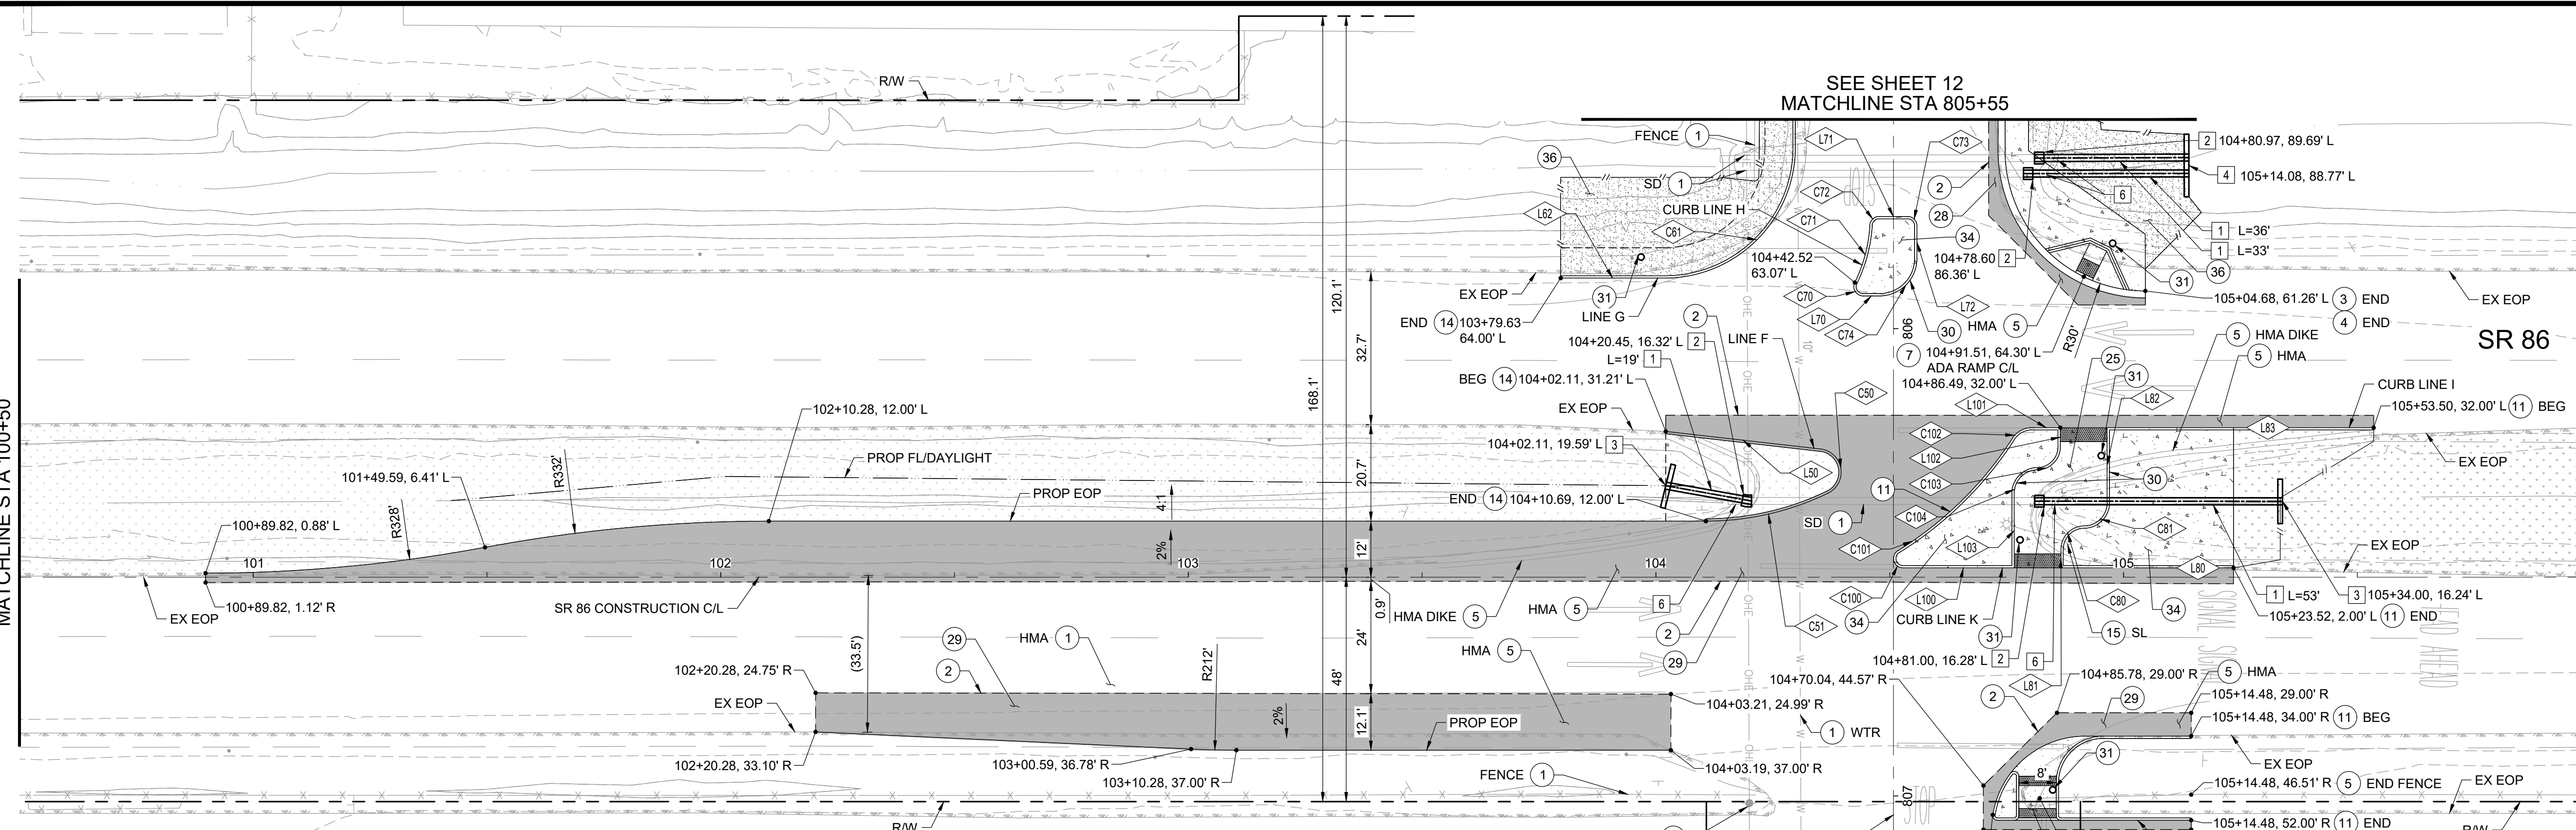 R/W
SEE SHEET 12
MATCHLINE STA 805+55
FENCE 1
L71
C73
2 104+80.97, 89.69' L
36
SD 1
C72
2
4 105+14.08, 88.77' L
6
L62
CURB LINE H
C71
28
C61
34
1 L=36'
104+42.52
63.07' L
104+78.60 2
86.36' L
1 L=33'
36
31
EX EOP
C70
L72
31
105+04.68, 61.26' L 3 END
EX EOP
LINE G
L70
END 14 103+79.63
64.00' L
C74
30
HMA 5
4 END
2
806
R30'
5 HMA DIKE
SR 86
104+20.45, 16.32' L 2
LINE F
7 104+91.51, 64.30' L
ADA RAMP C/L
25
5 HMA
L=19' 1
BEG 14 104+02.11, 31.21' L
104+86.49, 32.00' L
31
CURB LINE I
C50
L101
L82
EX EOP
105+53.50, 32.00' L 11 BEG
102+10.28, 12.00' L
C102
L83
104+02.11, 19.59' L 3
PROP FL/DAYLIGHT
L102
EX EOP
L50
101+49.59, 6.41' L
R332'
C103
30
PROP EOP
4:1
END 14 104+10.69, 12.00' L
11
100+89.82, 0.88' L
R328'
SD 1
C104
C81
2%
C101
L103
EX EOP
101
102
103
104
105
L80
MATCHLINE STA 100+50
168.1'
120.1'
32.7'
20.7'
12'
0.9'
24'
48'
12.1'
100+89.82, 1.12' R
EX EOP
SR 86 CONSTRUCTION C/L
HMA DIKE 5
HMA 5
6
OHE
OHE
OHE
OHE
10" W
W
W
C100
L100
C80
34
1 L=53'
3 105+34.00, 16.24' L
105+23.52, 2.00' L 11 END
C51
34
CURB LINE K
31
15 SL
2
29
HMA 1
(33.5')
R212'
HMA 5
29
104+81.00, 16.28' L 2
6
SIGNAL
AHEAD
102+20.28, 24.75' R
2
104+70.04, 44.57' R
L81
104+85.78, 29.00' R
5 HMA
2
29
105+14.48, 29.00' R
EX EOP
104+03.21, 24.99' R
105+14.48, 34.00' R 11 BEG
2%
PROP EOP
1 WTR
31
EX EOP
102+20.28, 33.10' R
103+00.59, 36.78' R
103+10.28, 37.00' R
104+03.19, 37.00' R
FENCE 1
8'
105+14.48, 46.51' R 5 END FENCE
EX EOP
807
STOP
STOP
R/W
105+14.48, 52.00' R 11 END
R/W